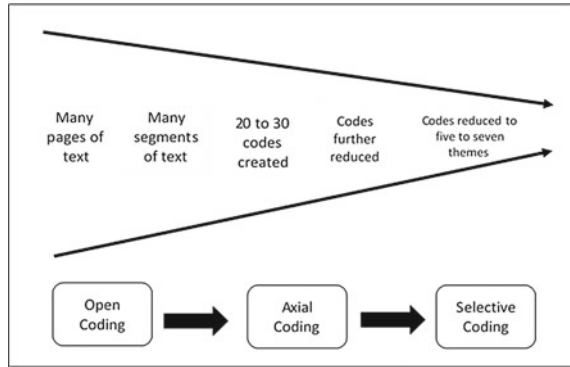 Many
pages of
text
Many
segments
of text
20 to 30
codes
created
Codes
further
reduced
Codes reduced to
five to seven
themes
Open
Coding
Axial
Coding
Selective
Coding